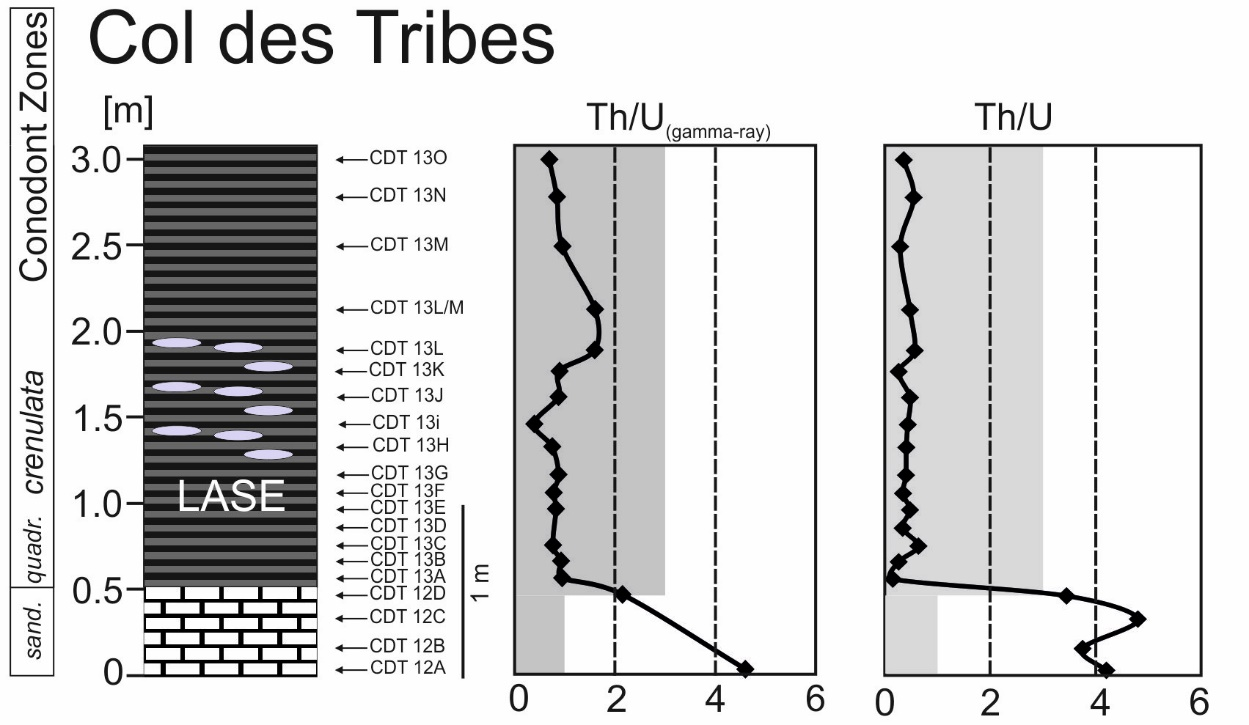 Col des Tribes
Conodont Zones
[m]
Th/U(gamma-ray)
Th/U
3.0
2.5
2.0
1.5
1.0
0.5
0
crenulata
quadr.
sand.
LASE
CDT 13O
CDT 13N
CDT 13M
CDT 13L/M
CDT 13L
CDT 13K
CDT 13J
CDT 13i
CDT 13H
CDT 13G
CDT 13F
CDT 13E
CDT 13D
CDT 13C
CDT 13B
CDT 13A
CDT 12D
CDT 12C
CDT 12B
CDT 12A
1 m
0 2 4 6
0 2 4 6